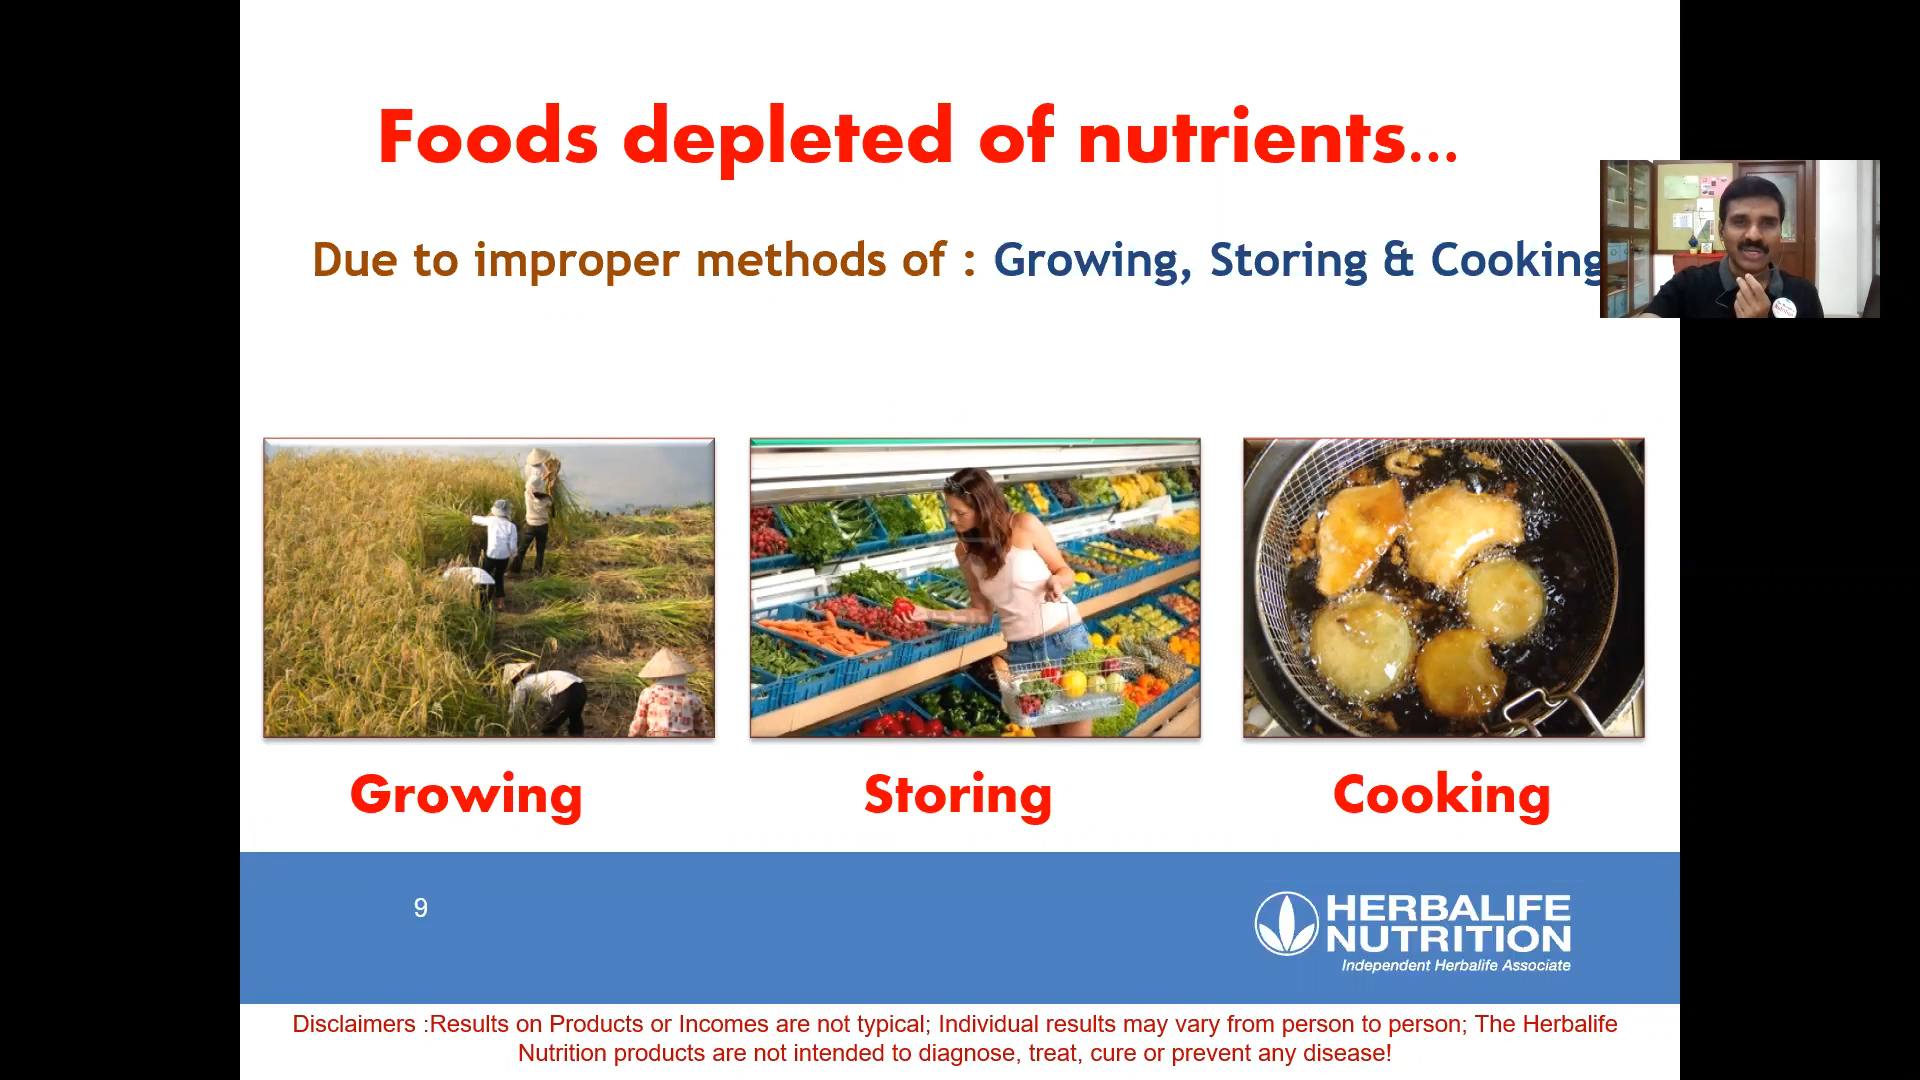 Foods depleted of nutrients...
Due to improper methods of : Growing, Storing & Cooking
Growing
Storing
Cooking
9
HERBALIFE
NUTRITION
Independent Herbalife Associate
Disclaimers :Results on Products or Incomes are not typical; Individual results may vary from person to person; The Herbalife
Nutrition products are not intended to diagnose, treat, cure or prevent any disease!